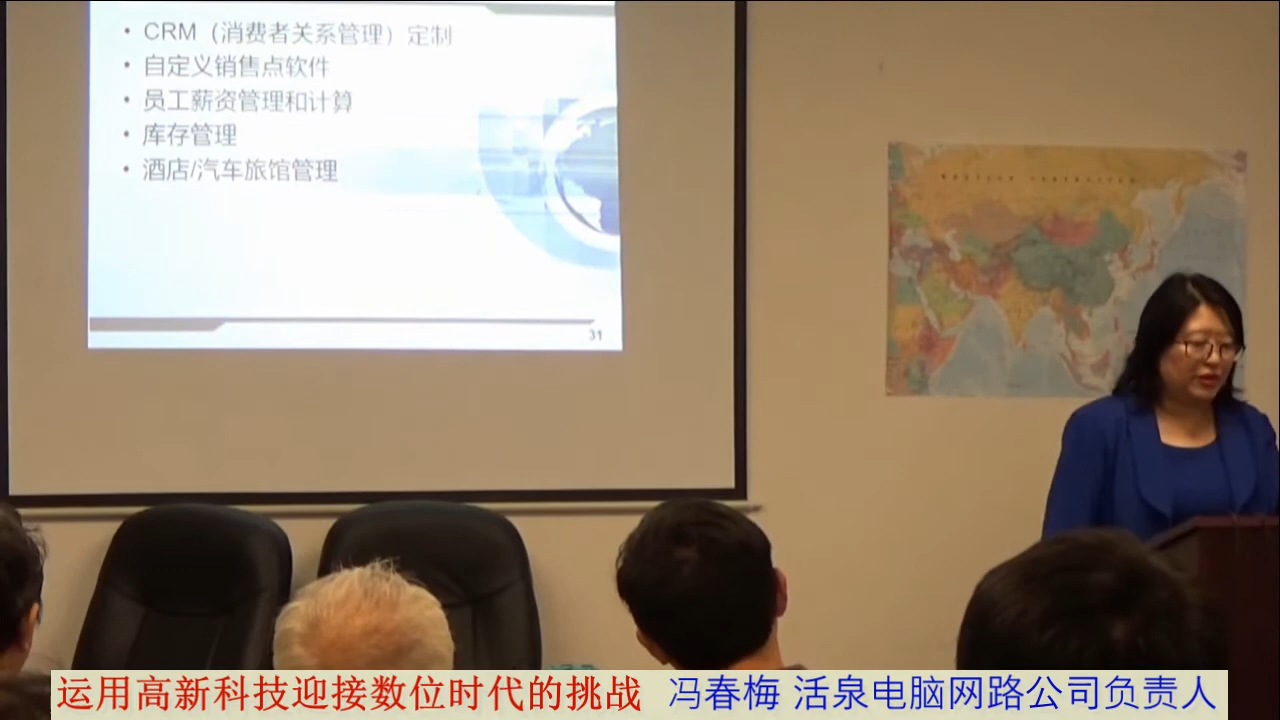 • CRM（消费者关系管理）定制
• 自定义销售点软件
• 员工薪资管理和计算
• 库存管理
• 酒店/汽车旅馆管理
31
运用高新科技迎接数位时代的挑战 冯春梅 活泉电脑网路公司负责人